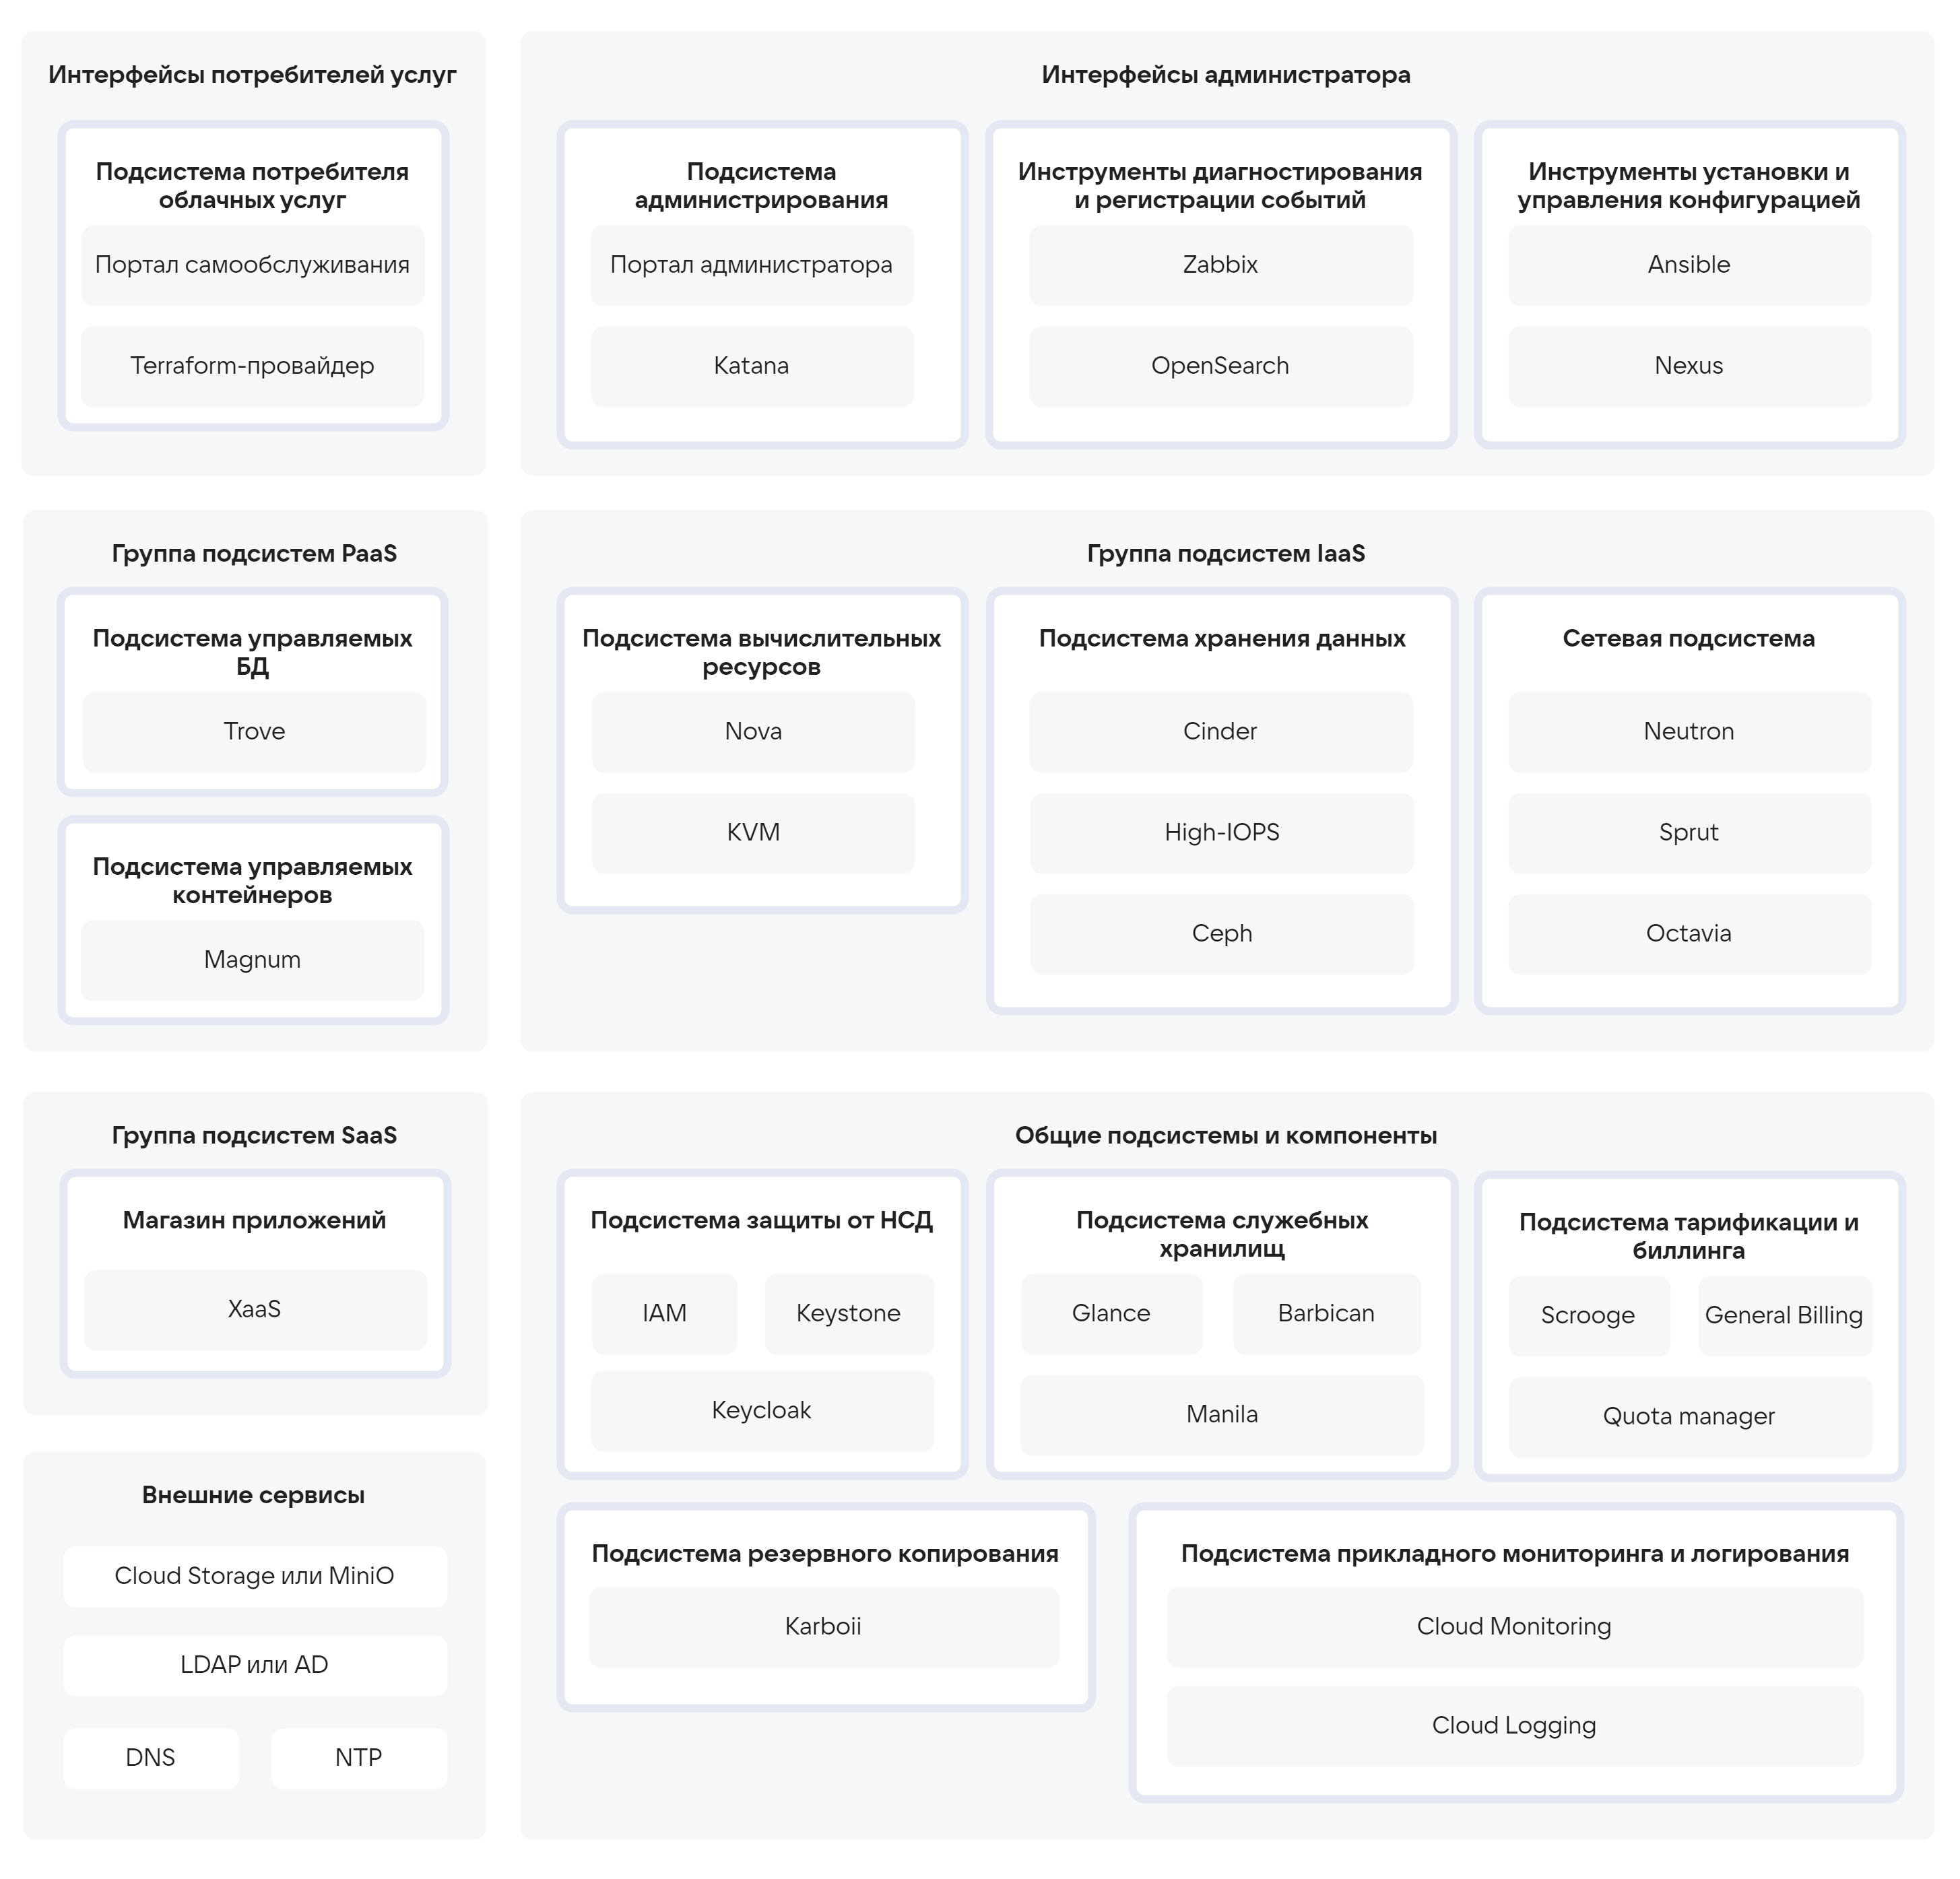 Интерфейсы потребителей услуг
Подсистема потребителя
облачных услуг
Портал самообслуживания
Terraform-провайдер
Интерфейсы администратора
Подсистема
администрирования
Портал администратора
Katana
Инструменты диагностирования
и регистрации событий
Zabbix
OpenSearch
Инструменты установки и
управления конфигурацией
Ansible
Nexus
Группа подсистем PaaS
Подсистема управляемых
БД
Trove
Подсистема управляемых
контейнеров
Magnum
Группа подсистем IaaS
Подсистема вычислительных
ресурсов
Nova
KVM
Подсистема хранения данных
Cinder
High-IOPS
Ceph
Сетевая подсистема
Neutron
Sprut
Octavia
Группа подсистем SaaS
Магазин приложений
XaaS
Внешние сервисы
Cloud Storage или MiniO
LDAP или AD
DNS
NTP
Общие подсистемы и компоненты
Подсистема защиты от НСД
IAM
Keystone
Keycloak
Подсистема служебных
хранилищ
Glance
Barbican
Manila
Подсистема тарификации и
биллинга
Scrooge
General Billing
Quota manager
Подсистема резервного копирования
Karboii
Подсистема прикладного мониторинга и логирования
Cloud Monitoring
Cloud Logging